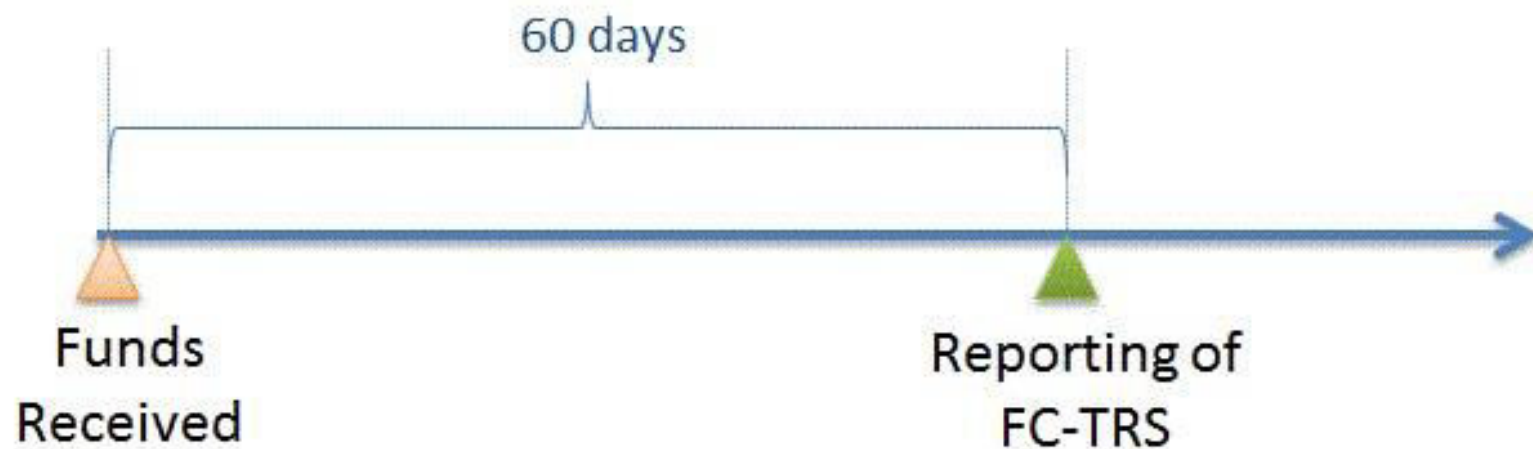 60 days
Funds
Received
Reporting of
FC-TRS